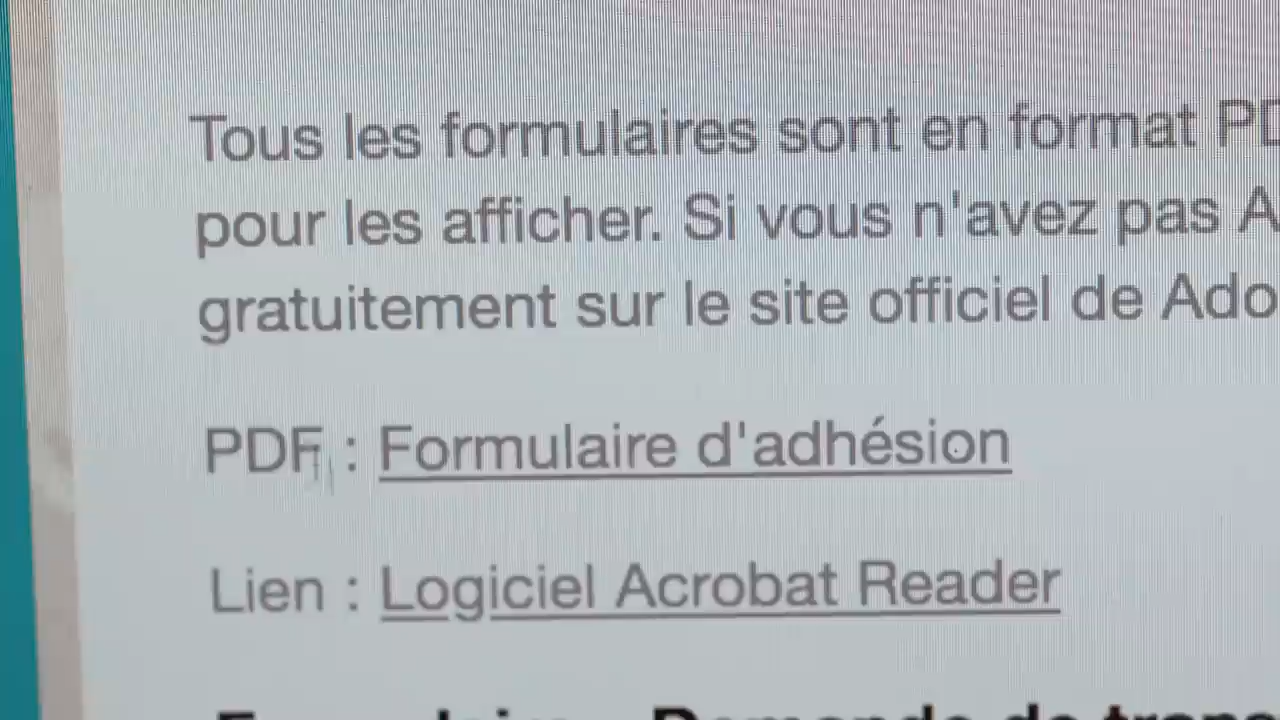 Tous les formulaires sont en format
pour les afficher. Si vous n'avez pas
gratuitement sur le site officiel de
PDF : Formulaire d'adhésion
Lien : Logiciel Acrobat Reader